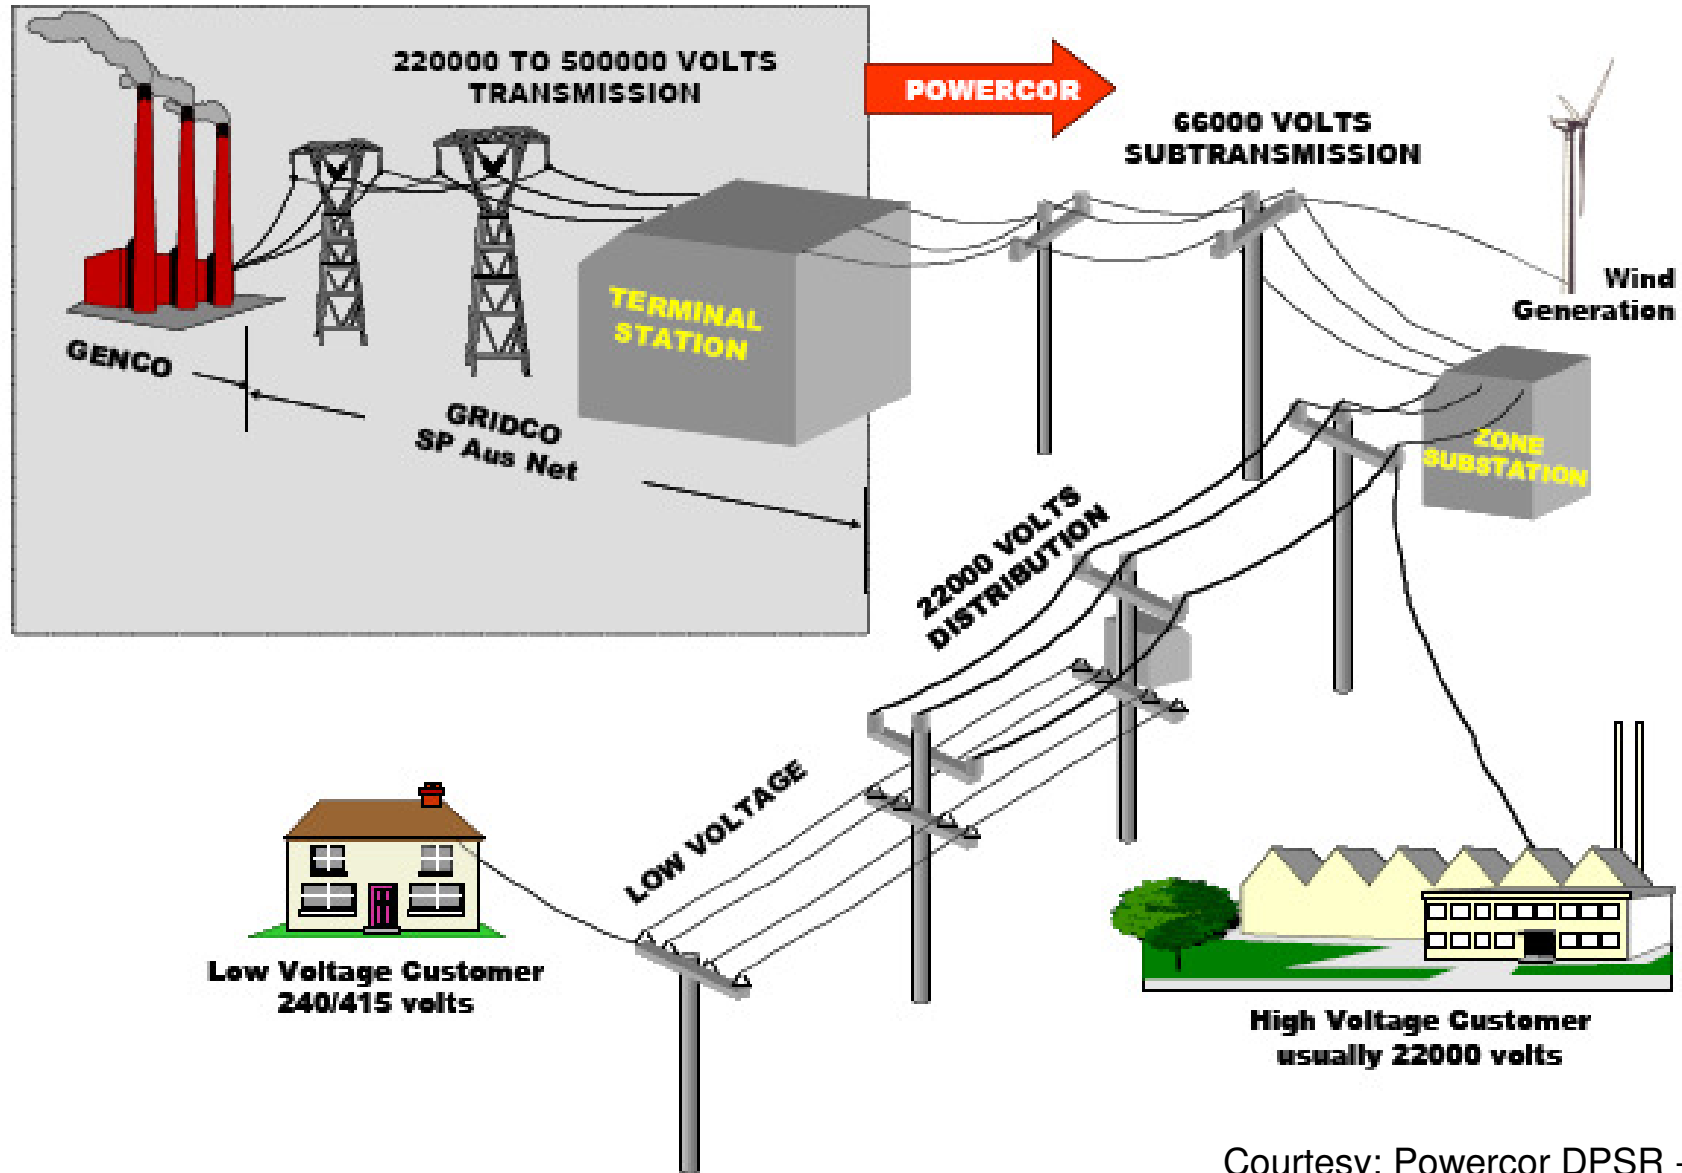 220000 TO 500000 VOLTS
TRANSMISSION
POWERCOR
66000 VOLTS
SUBTRANSMISSION
Wind
Generation
TERMINAL
STATION
GENCO
GRIDCO
SP Aus Net
ZONE
SUBSTATION
22000 VOLTS
DISTRIBUTION
LOW VOLTAGE
Low Voltage Customer
240/415 volts
High Voltage Customer
usually 22000 volts
Courtesy: Powercor DPSR -